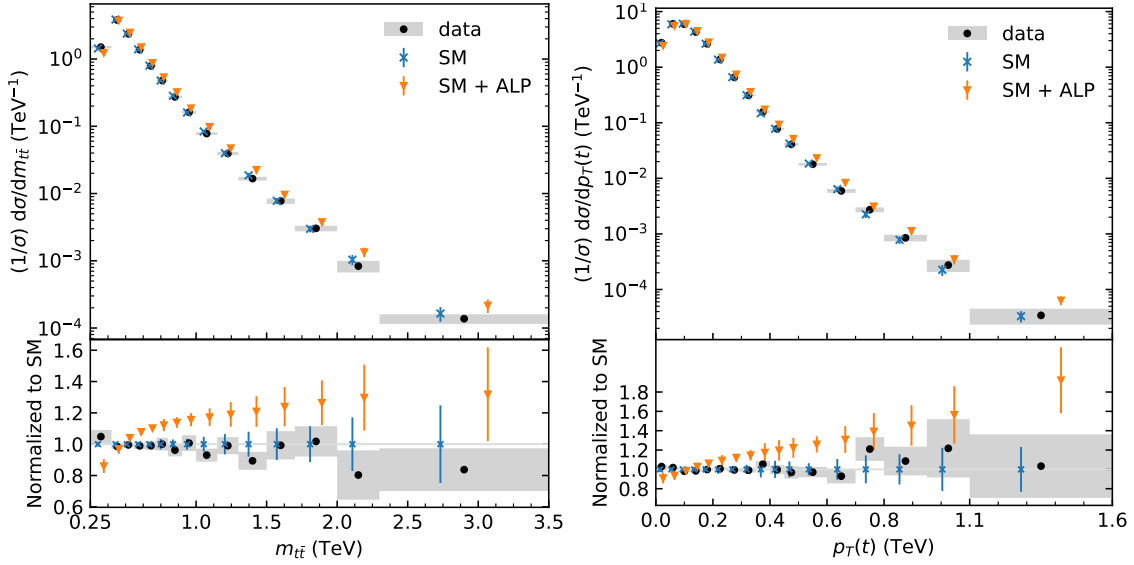 (1/σ) dσ/dm_{tt̄} (TeV⁻¹)
10⁰
10⁻¹
10⁻²
10⁻³
10⁻⁴
data
SM
SM + ALP
Normalized to SM
1.6
1.4
1.2
1.0
0.8
0.6
0.25 1.0 1.5 2.0 2.5 3.0 3.5
m_{tt̄} (TeV)
(1/σ) dσ/dp_T(t) (TeV⁻¹)
10¹
10⁰
10⁻¹
10⁻²
10⁻³
10⁻⁴
data
SM
SM + ALP
Normalized to SM
1.8
1.6
1.4
1.2
1.0
0.8
0.0 0.2 0.4 0.6 0.8 1.1 1.6
p_T(t) (TeV)